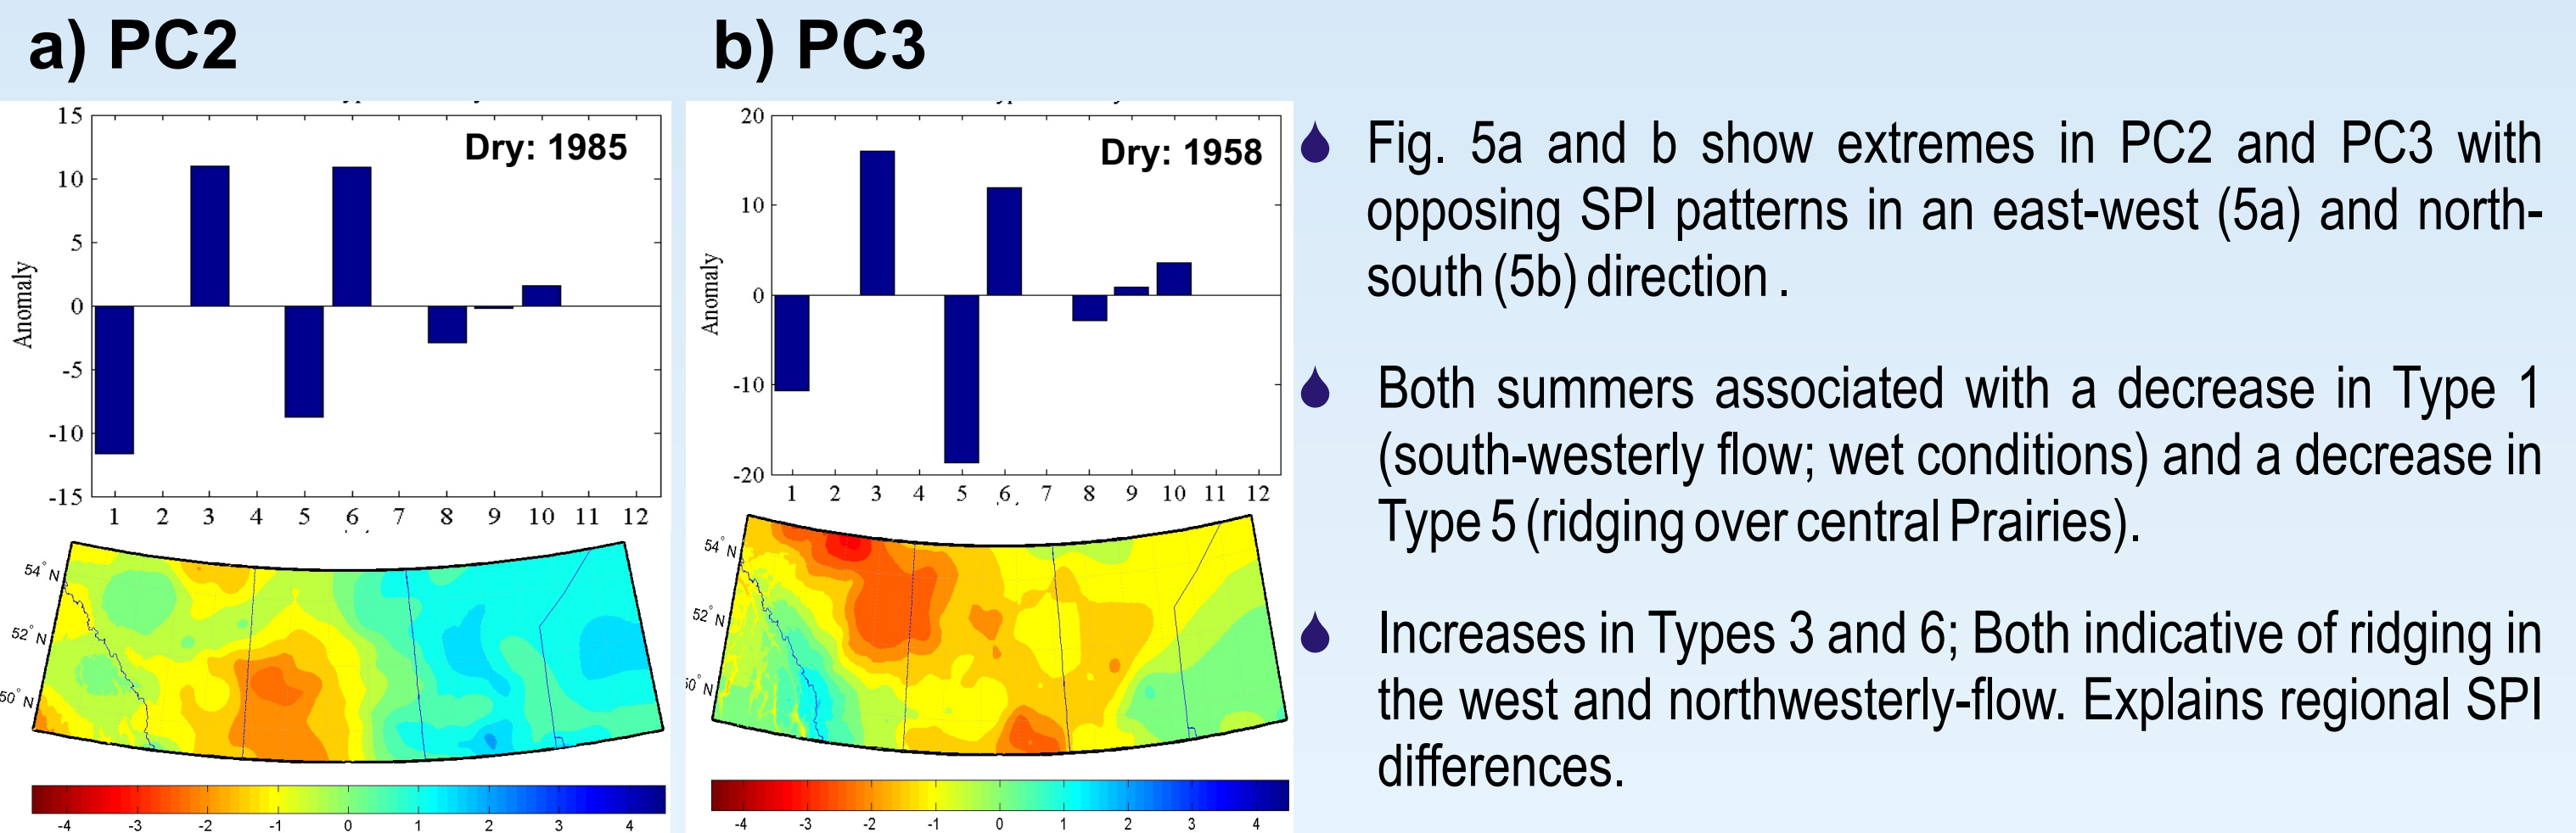 a) PC2
b) PC3
15
10
5
0
-5
-10
-15
Anomaly
Dry: 1985
1 2 3 4 5 6 7 8 9 10 11 12
54° N
52° N
50° N
-4 -3 -2 -1 0 1 2 3 4
20
10
0
-10
-20
Anomaly
Dry: 1958
1 2 3 4 5 6 7 8 9 10 11 12
54° N
52° N
50° N
-4 -3 -2 -1 0 1 2 3 4
Fig. 5a and b show extremes in PC2 and PC3 with
opposing SPI patterns in an east-west (5a) and north-
south (5b) direction .
Both summers associated with a decrease in Type 1
(south-westerly flow; wet conditions) and a decrease in
Type 5 (ridging over central Prairies).
Increases in Types 3 and 6; Both indicative of ridging in
the west and northwesterly-flow. Explains regional SPI
differences.